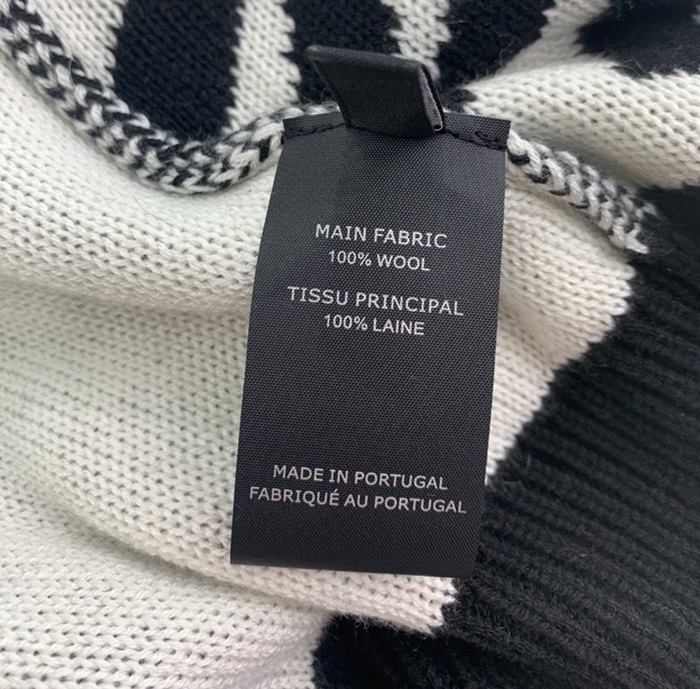 MAIN FABRIC
100% WOOL
TISSU PRINCIPAL
100% LAINE
MADE IN PORTUGAL
FABRIQUÉ AU PORTUGAL